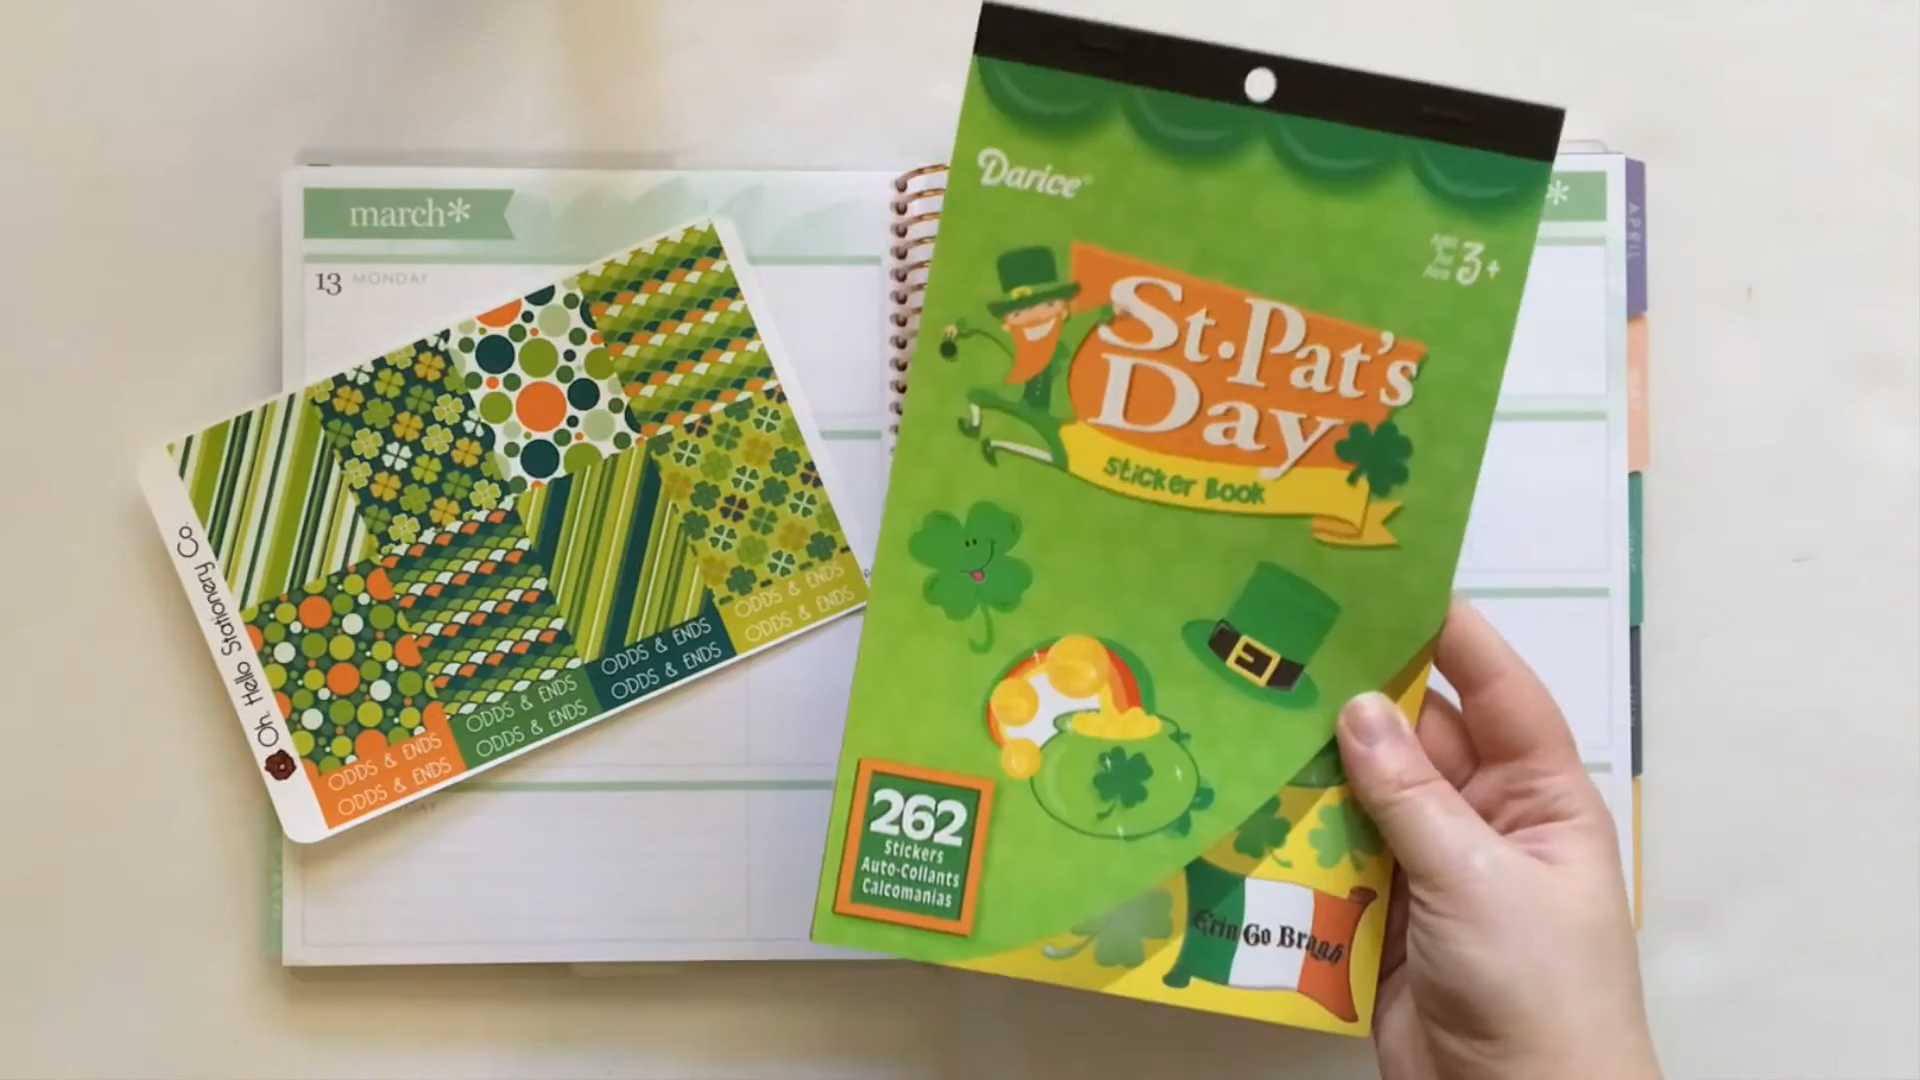 march*
13 MONDAY
Oh, Hello Stationery Co.
ODDS & ENDS
ODDS & ENDS
ODDS & ENDS
ODDS & ENDS
ODDS & ENDS
ODDS & ENDS
ODDS & ENDS
ODDS & ENDS
Darice®
3+
St. Pat's
Day
Sticker Book
262
Stickers
Auto-Collants
Calcomanias
Erin Go Bragh
*
APRIL